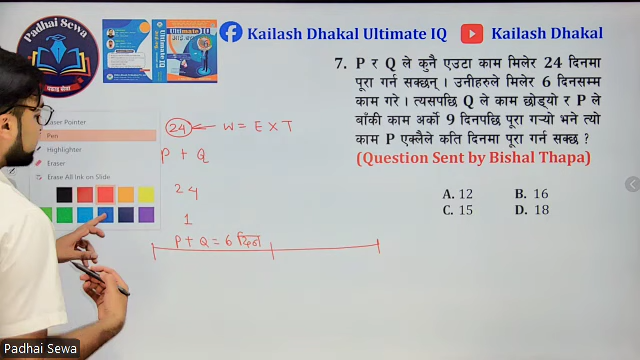 Padhai Sewa
Kailash Dhakal Ultimate IQ
Kailash Dhakal
Ultimate IQ
7. P र Q ले कुनै एउटा काम मिलेर 24 दिनमा
पूरा गर्न सक्छन् । उनीहरुले मिलेर 6 दिनसम्म
काम गरे । त्यसपछि Q ले काम छोड्यो र P ले
बाँकी काम अर्को 9 दिनपछि पूरा गर्‍यो भने त्यो
काम P एक्लैले कति दिनमा पूरा गर्न सक्छ ?
(Question Sent by Bishal Thapa)
A. 12 B. 16
C. 15 D. 18
Laser Pointer
Pen
Highlighter
Eraser
Erase All Ink on Slide
24 W = E × T
P + Q
24
1
P + Q = 6 दिन
Padhai Sewa